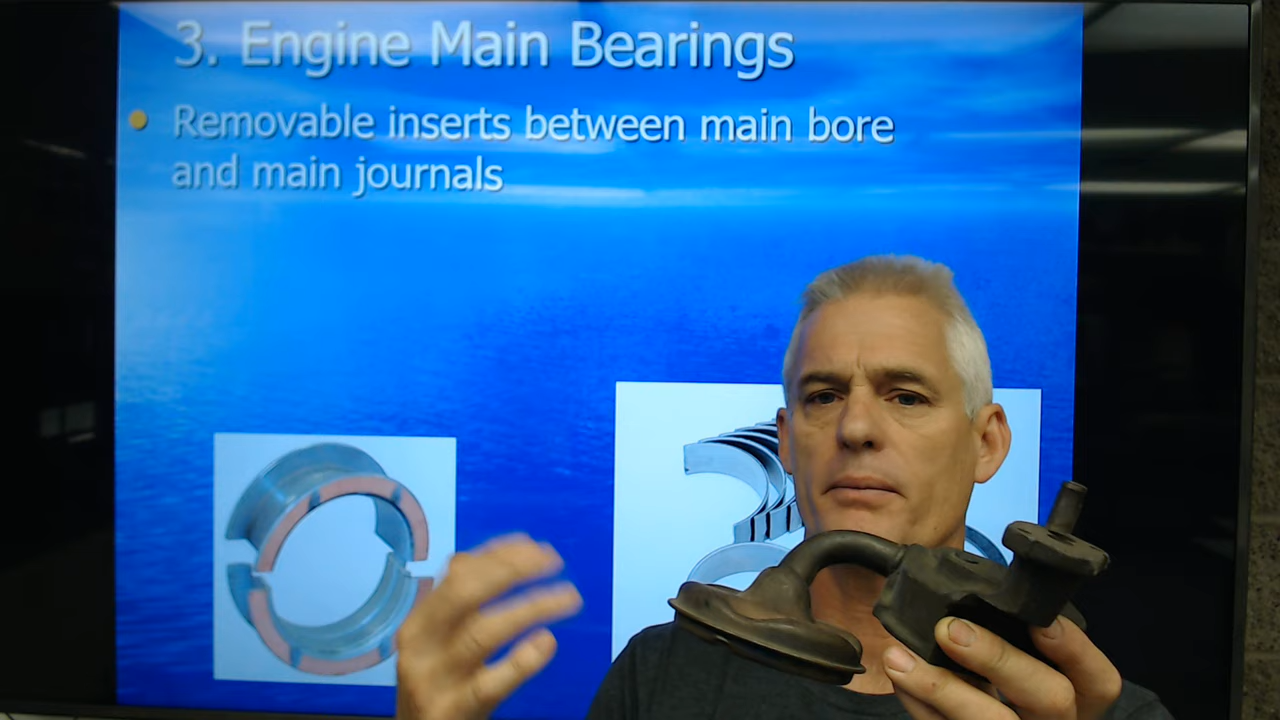 3. Engine Main Bearings
Removable inserts between main bore
and main journals